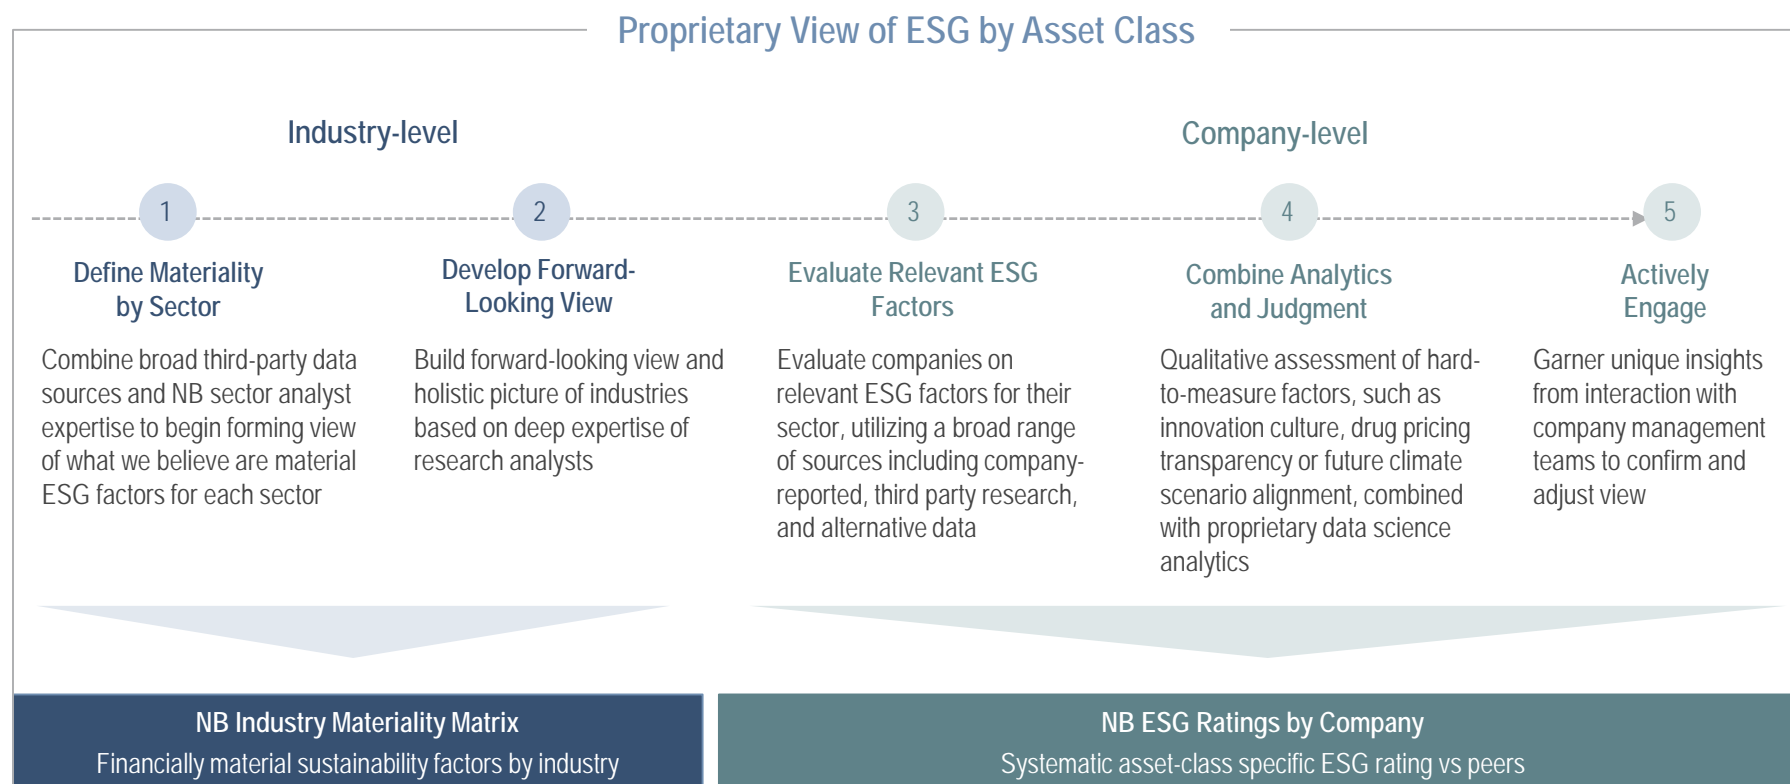 Proprietary View of ESG by Asset Class
Industry-level
Company-level
1
Define Materiality
by Sector
Combine broad third-party data
sources and NB sector analyst
expertise to begin forming view
of what we believe are material
ESG factors for each sector
2
Develop Forward-
Looking View
Build forward-looking view and
holistic picture of industries
based on deep expertise of
research analysts
3
Evaluate Relevant ESG
Factors
Evaluate companies on
relevant ESG factors for their
sector, utilizing a broad range
of sources including company-
reported, third party research,
and alternative data
4
Combine Analytics
and Judgment
Qualitative assessment of hard-
to-measure factors, such as
innovation culture, drug pricing
transparency or future climate
scenario alignment, combined
with proprietary data science
analytics
5
Actively
Engage
Garner unique insights
from interaction with
company management
teams to confirm and
adjust view
NB Industry Materiality Matrix
Financially material sustainability factors by industry
NB ESG Ratings by Company
Systematic asset-class specific ESG rating vs peers